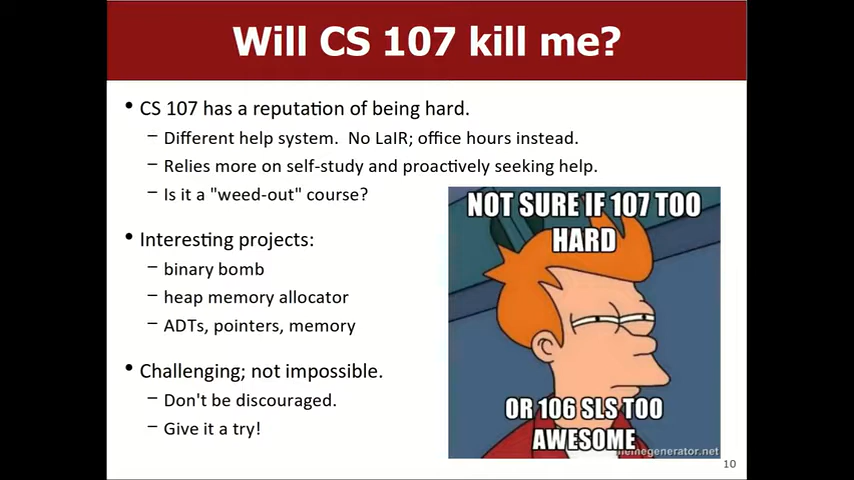 Will CS 107 kill me?
• CS 107 has a reputation of being hard.
– Different help system.  No LaIR; office hours instead.
– Relies more on self-study and proactively seeking help.
– Is it a "weed-out" course?
• Interesting projects:
– binary bomb
– heap memory allocator
– ADTs, pointers, memory
• Challenging; not impossible.
– Don't be discouraged.
– Give it a try!
NOT SURE IF 107 TOO
HARD
OR 106 SLS TOO
AWESOME
memegenerator.net
10